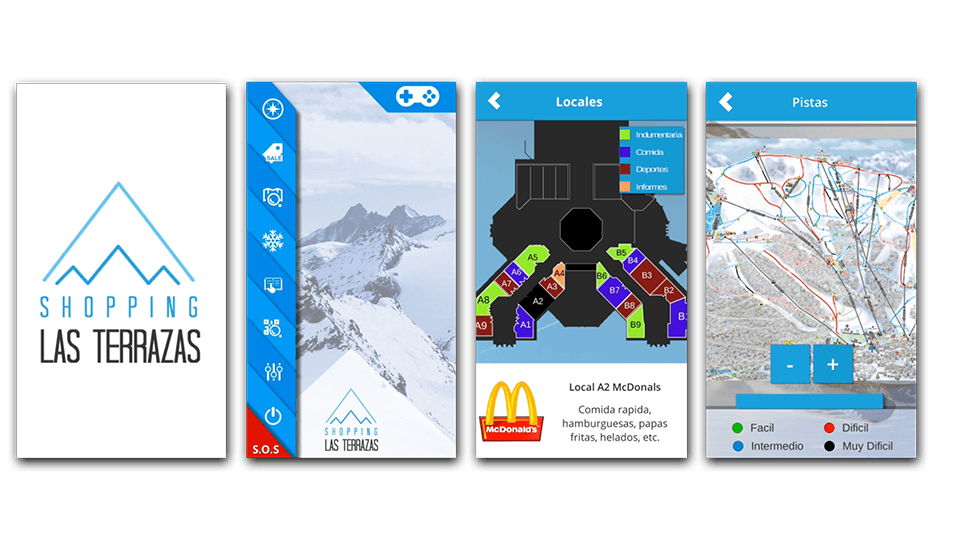 SHOPPING
LAS TERRAZAS
SALE
S.O.S
SHOPPING
LAS TERRAZAS
Locales
Indumentaria
Comida
Deportes
Informes
A5
A6
A7
A8
A9
A4
A3
A2
A1
B5
B4
B3
B2
B6
B7
B8
B9
B
McDonald's
Local A2 McDonals
Comida rapida,
hamburguesas, papas
fritas, helados, etc.
Pistas
- +
Facil
Dificil
Intermedio
Muy Dificil